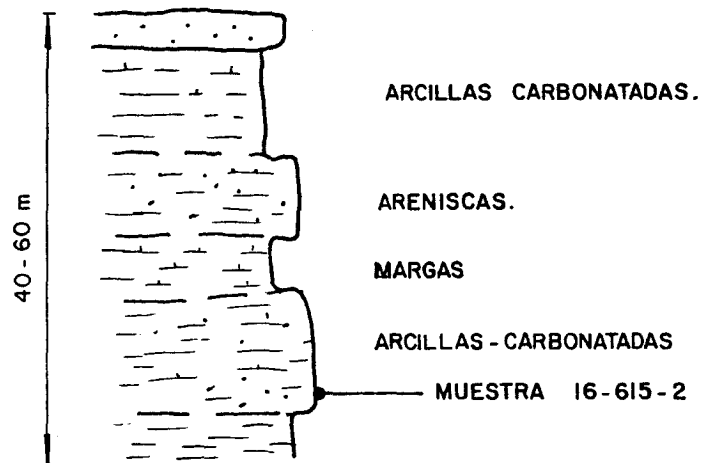 ARCILLAS CARBONATADAS.
ARENISCAS.
MARGAS
ARCILLAS-CARBONATADAS
MUESTRA 16-615-2
40-60 m